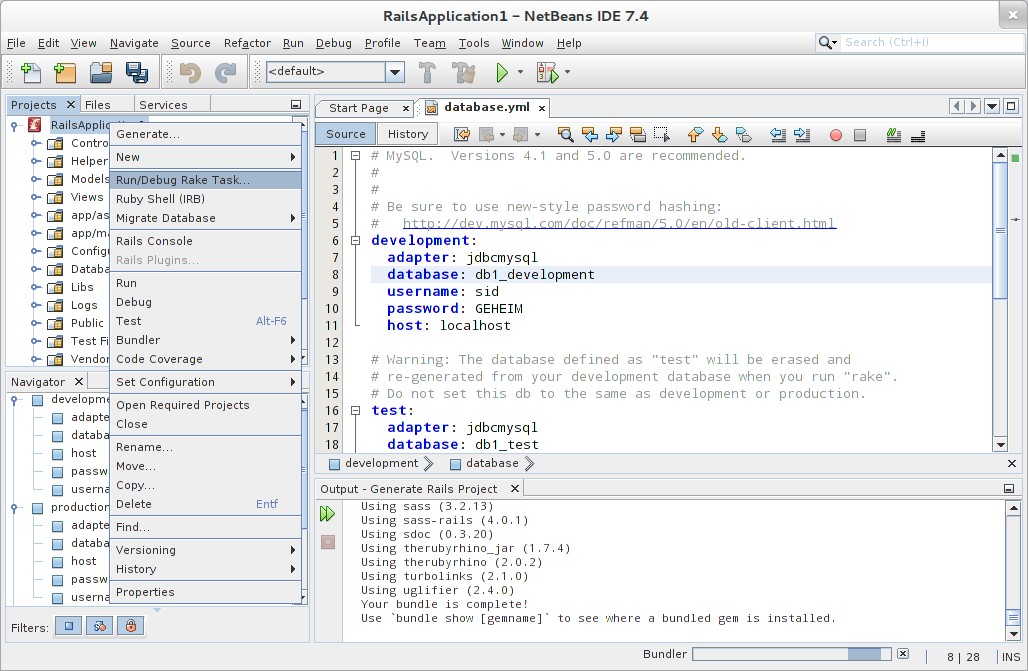 RailsApplication1 – NetBeans IDE 7.4
File Edit View Navigate Source Refactor Run Debug Profile Team Tools Window Help
Search (Ctrl+I)
<default>
Projects Files Services
Generate...
New
Run/Debug Rake Task...
Ruby Shell (IRB)
Migrate Database
Rails Console
Rails Plugins...
Run
Debug
Test Alt-F6
Bundler
Code Coverage
Set Configuration
Open Required Projects
Close
Rename...
Move...
Copy...
Delete Entf
Find...
Versioning
History
Properties
RailsApplic
Contro
Helper
Models
Views
app/as
app/m
Config
Databa
Libs
Logs
Public
Test Fi
Vendor
Navigator
developme
adapte
databa
host
passw
userna
production
adapte
databa
host
passw
userna
Filters:
Start Page database.yml
Source History
1 # MySQL.  Versions 4.1 and 5.0 are recommended.
2 #
3 #
4 # Be sure to use new-style password hashing:
5 #   http://dev.mysql.com/doc/refman/5.0/en/old-client.html
6 development:
7 adapter: jdbcmysql
8 database: db1_development
9 username: sid
10 password: GEHEIM
11 host: localhost
12
13 # Warning: The database defined as "test" will be erased and
14 # re-generated from your development database when you run "rake".
15 # Do not set this db to the same as development or production.
16 test:
17 adapter: jdbcmysql
18 database: db1_test
development database
Output - Generate Rails Project
Using sass (3.2.13)
Using sass-rails (4.0.1)
Using sdoc (0.3.20)
Using therubyrhino_jar (1.7.4)
Using therubyrhino (2.0.2)
Using turbolinks (2.1.0)
Using uglifier (2.4.0)
Your bundle is complete!
Use `bundle show [gemname]` to see where a bundled gem is installed.
Bundler 8 | 28 INS